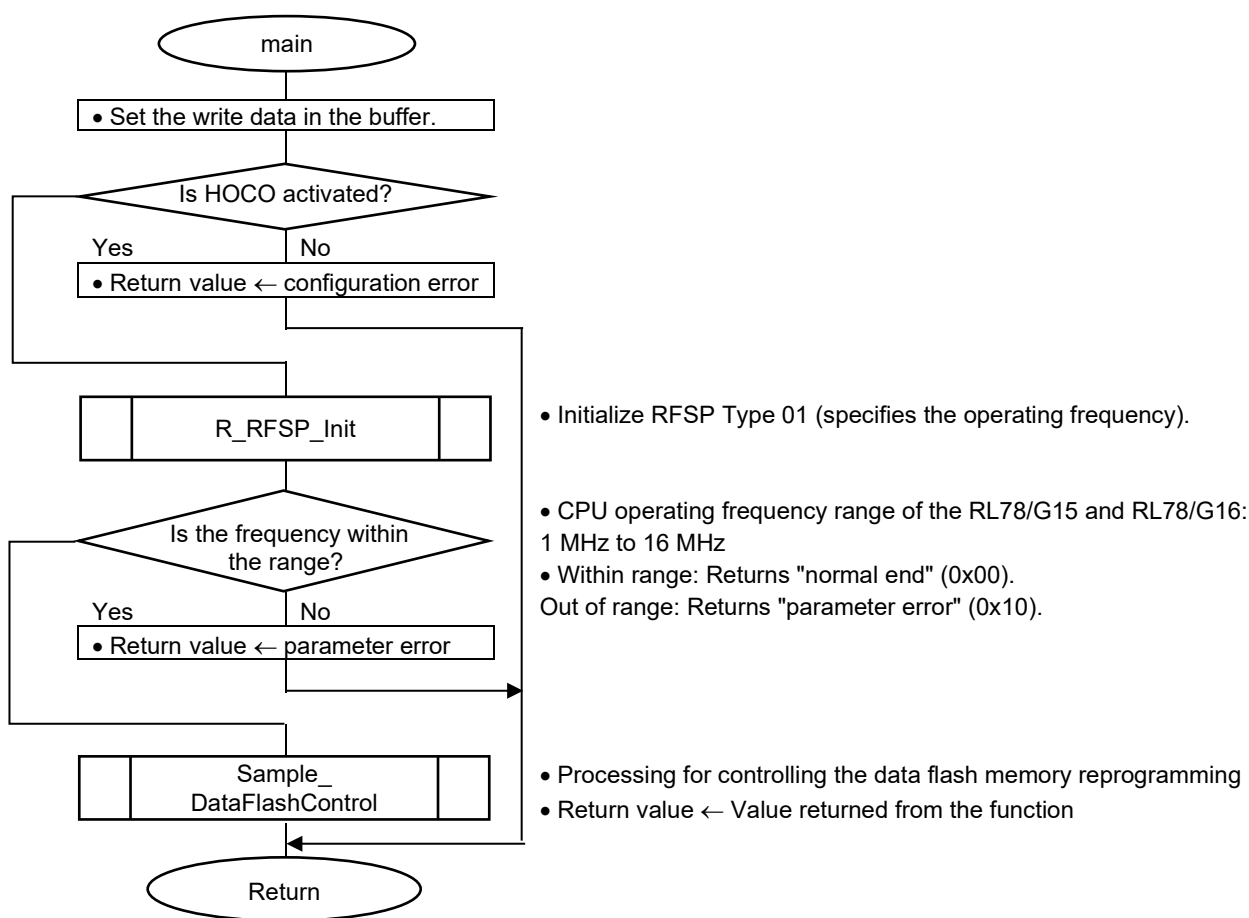 main
• Set the write data in the buffer.
Is HOCO activated?
Yes No
• Return value ← configuration error
R_RFSP_Init
• Initialize RFSP Type 01 (specifies the operating frequency).
Is the frequency within
the range?
• CPU operating frequency range of the RL78/G15 and RL78/G16:
1 MHz to 16 MHz
• Within range: Returns "normal end" (0x00).
Out of range: Returns "parameter error" (0x10).
Yes No
• Return value ← parameter error
Sample_
DataFlashControl
• Processing for controlling the data flash memory reprogramming
• Return value ← Value returned from the function
Return